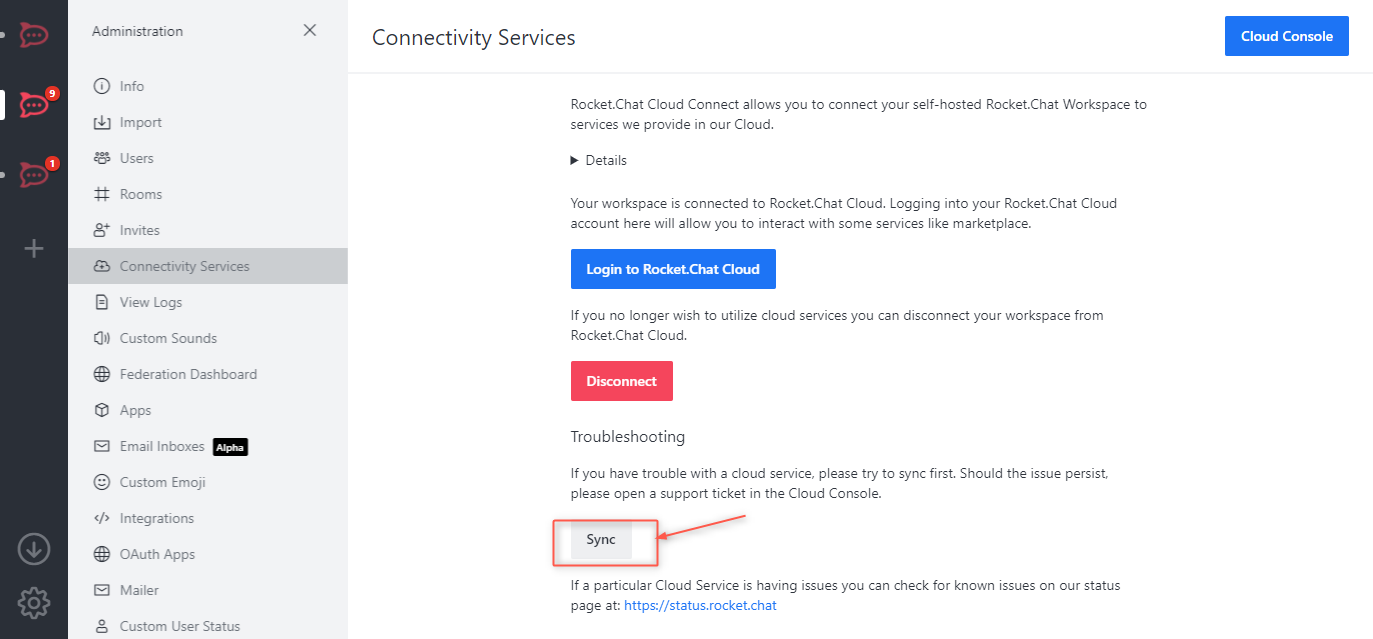 9
1
Administration
Info
Import
Users
Rooms
Invites
Connectivity Services
View Logs
Custom Sounds
Federation Dashboard
Apps
Email Inboxes Alpha
Custom Emoji
Integrations
OAuth Apps
Mailer
Custom User Status
Connectivity Services
Cloud Console
Rocket.Chat Cloud Connect allows you to connect your self-hosted Rocket.Chat Workspace to
services we provide in our Cloud.
Details
Your workspace is connected to Rocket.Chat Cloud. Logging into your Rocket.Chat Cloud
account here will allow you to interact with some services like marketplace.
Login to Rocket.Chat Cloud
If you no longer wish to utilize cloud services you can disconnect your workspace from
Rocket.Chat Cloud.
Disconnect
Troubleshooting
If you have trouble with a cloud service, please try to sync first. Should the issue persist,
please open a support ticket in the Cloud Console.
Sync
If a particular Cloud Service is having issues you can check for known issues on our status
page at: https://status.rocket.chat